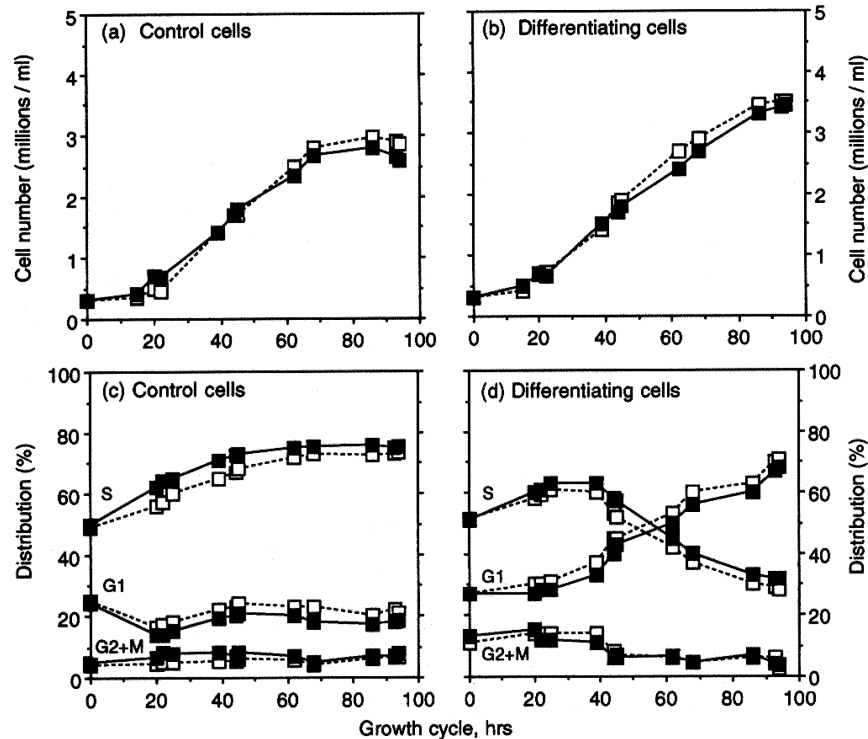 (a) Control cells
Cell number (millions / ml)
5
4
3
2
1
0
0 20 40 60 80 100
(b) Differentiating cells
Cell number (millions / ml)
5
4
3
2
1
0
0 20 40 60 80 100
(c) Control cells
Distribution (%)
100
80
60
40
20
0
S
G1
G2+M
0 20 40 60 80 100
(d) Differentiating cells
Distribution (%)
100
80
60
40
20
0
S
G1
G2+M
0 20 40 60 80 100
Growth cycle, hrs